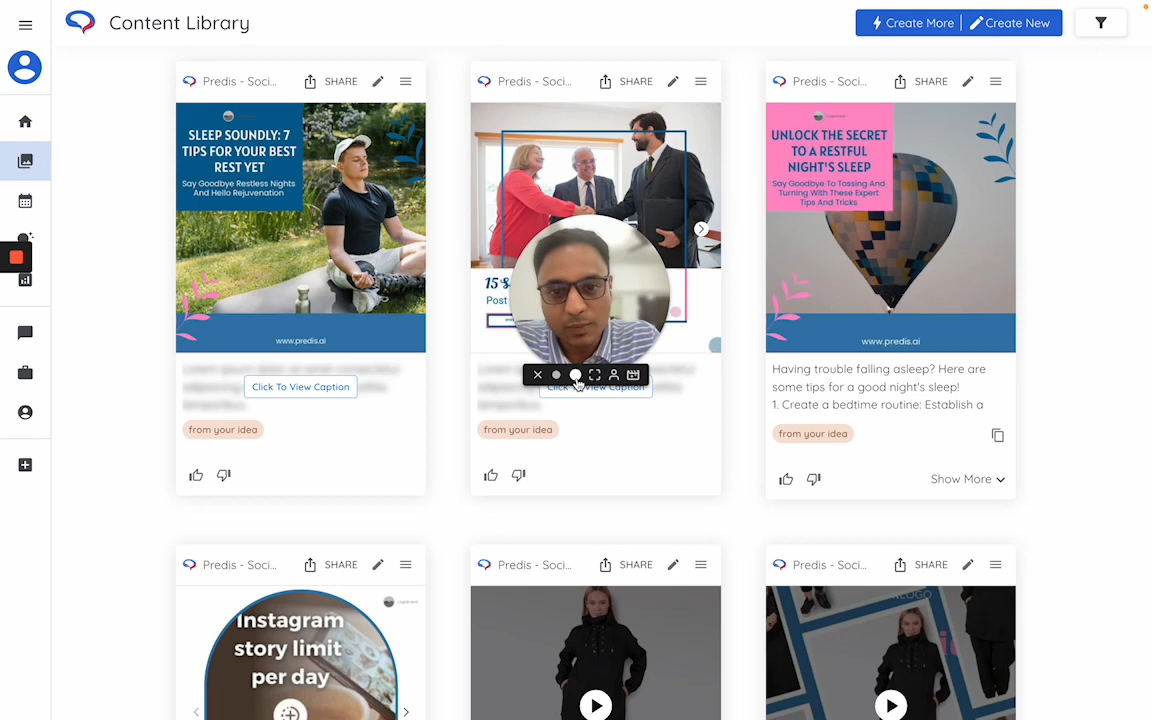 Content Library
Create More
Create New
Predis - Soci...
SHARE
Predis - Soci...
SHARE
Predis - Soci...
SHARE
SLEEP SOUNDLY: 7
TIPS FOR YOUR BEST
REST YET
Say Goodbye Restless Nights
And Hello Rejuvenation
www.predis.ai
Click To View Caption
from your idea
15
Post
Click To View Caption
from your idea
UNLOCK THE SECRET
TO A RESTFUL
NIGHT'S SLEEP
Say Goodbye To Tossing And
Turning With These Expert
Tips And Tricks
www.predis.ai
Having trouble falling asleep? Here are
some tips for a good night's sleep!
1. Create a bedtime routine: Establish a
from your idea
Show More
Predis - Soci...
SHARE
Predis - Soci...
SHARE
Predis - Soci...
SHARE
Instagram
story limit
per day